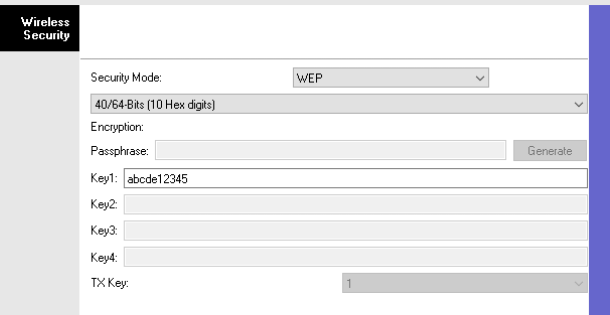 Wireless
Security
Security Mode: WEP
40/64-Bits (10 Hex digits)
Encryption:
Passphrase: Generate
Key1: abcde12345
Key2:
Key3:
Key4:
TX Key: 1